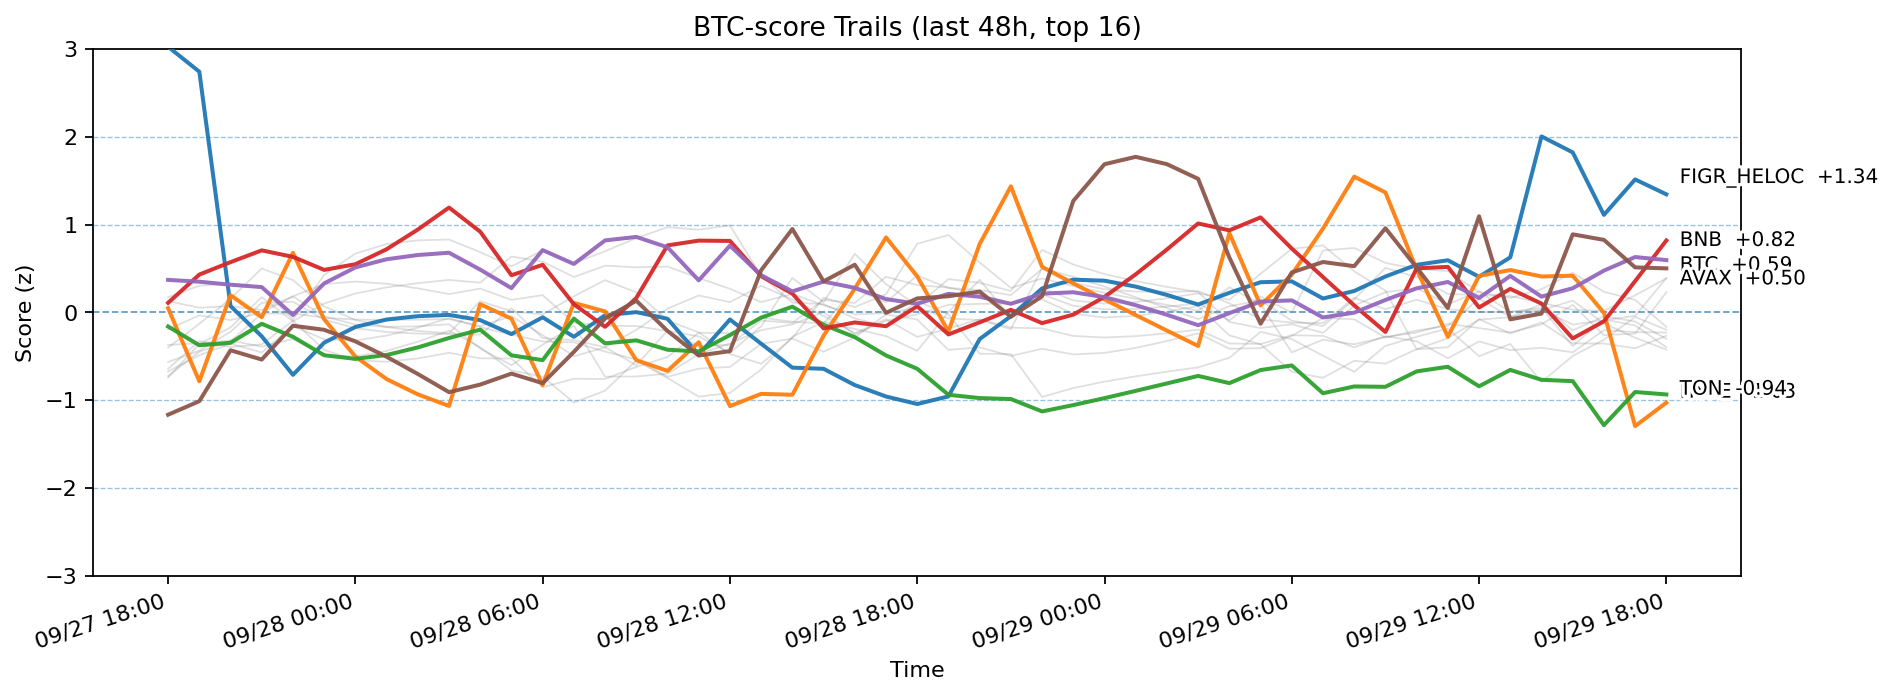 BTC-score Trails (last 48h, top 16)
Score (z)
3
2
1
0
−1
−2
−3
FIGR_HELOC +1.34
BNB +0.82
BTC +0.59
AVAX +0.50
TON -0.94
09/27 18:00
09/28 00:00
09/28 06:00
09/28 12:00
09/28 18:00
09/29 00:00
09/29 06:00
09/29 12:00
09/29 18:00
Time